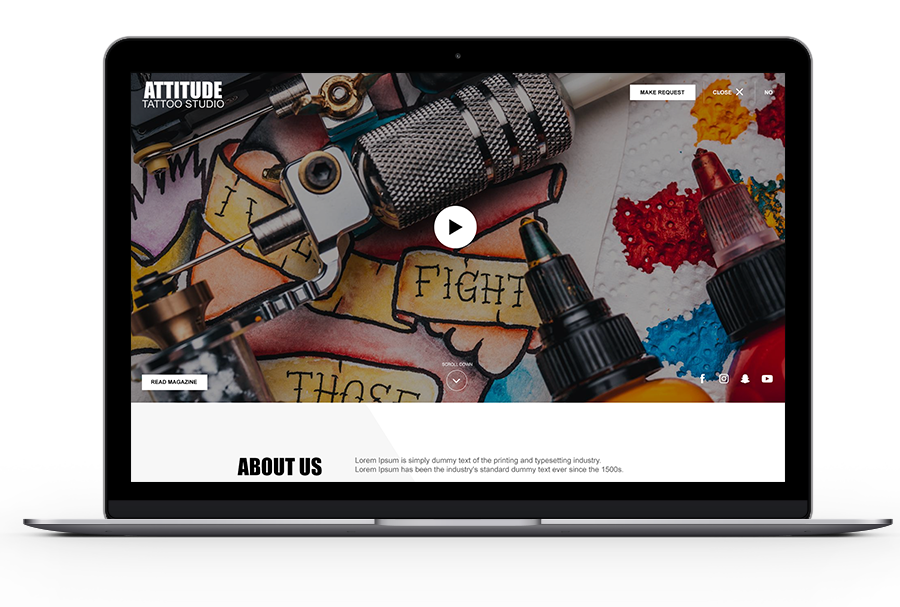 ATTITUDE
TATTOO STUDIO
MAKE REQUEST
CLOSE
NO
I
FIGHT
THOSE
SCROLL DOWN
READ MAGAZINE
ABOUT US
Lorem Ipsum is simply dummy text of the printing and typesetting industry.
Lorem Ipsum has been the industry's standard dummy text ever since the 1500s.